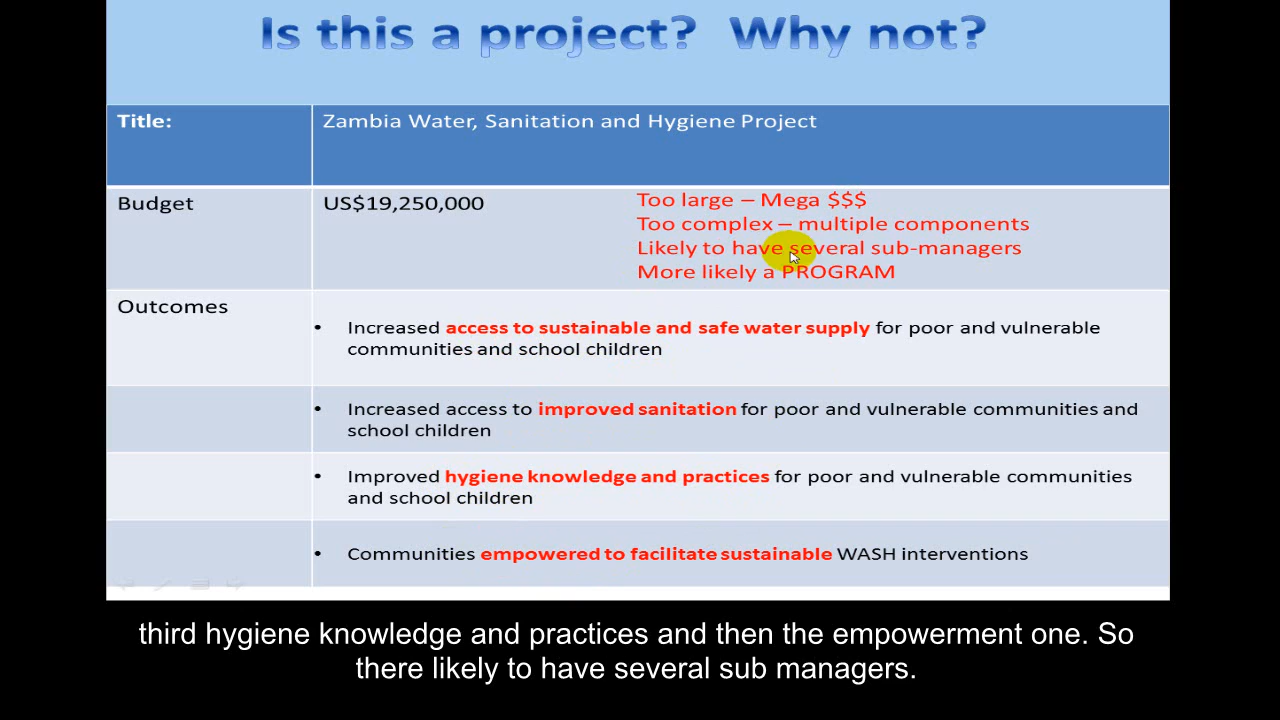 Is this a project? Why not?
Title:
Zambia Water, Sanitation and Hygiene Project
Budget
US$19,250,000
Too large – Mega $$$
Too complex – multiple components
Likely to have several sub-managers
More likely a PROGRAM
Outcomes
• Increased access to sustainable and safe water supply for poor and vulnerable
communities and school children
• Increased access to improved sanitation for poor and vulnerable communities and
school children
• Improved hygiene knowledge and practices for poor and vulnerable communities
and school children
• Communities empowered to facilitate sustainable WASH interventions
third hygiene knowledge and practices and then the empowerment one. So
there likely to have several sub managers.